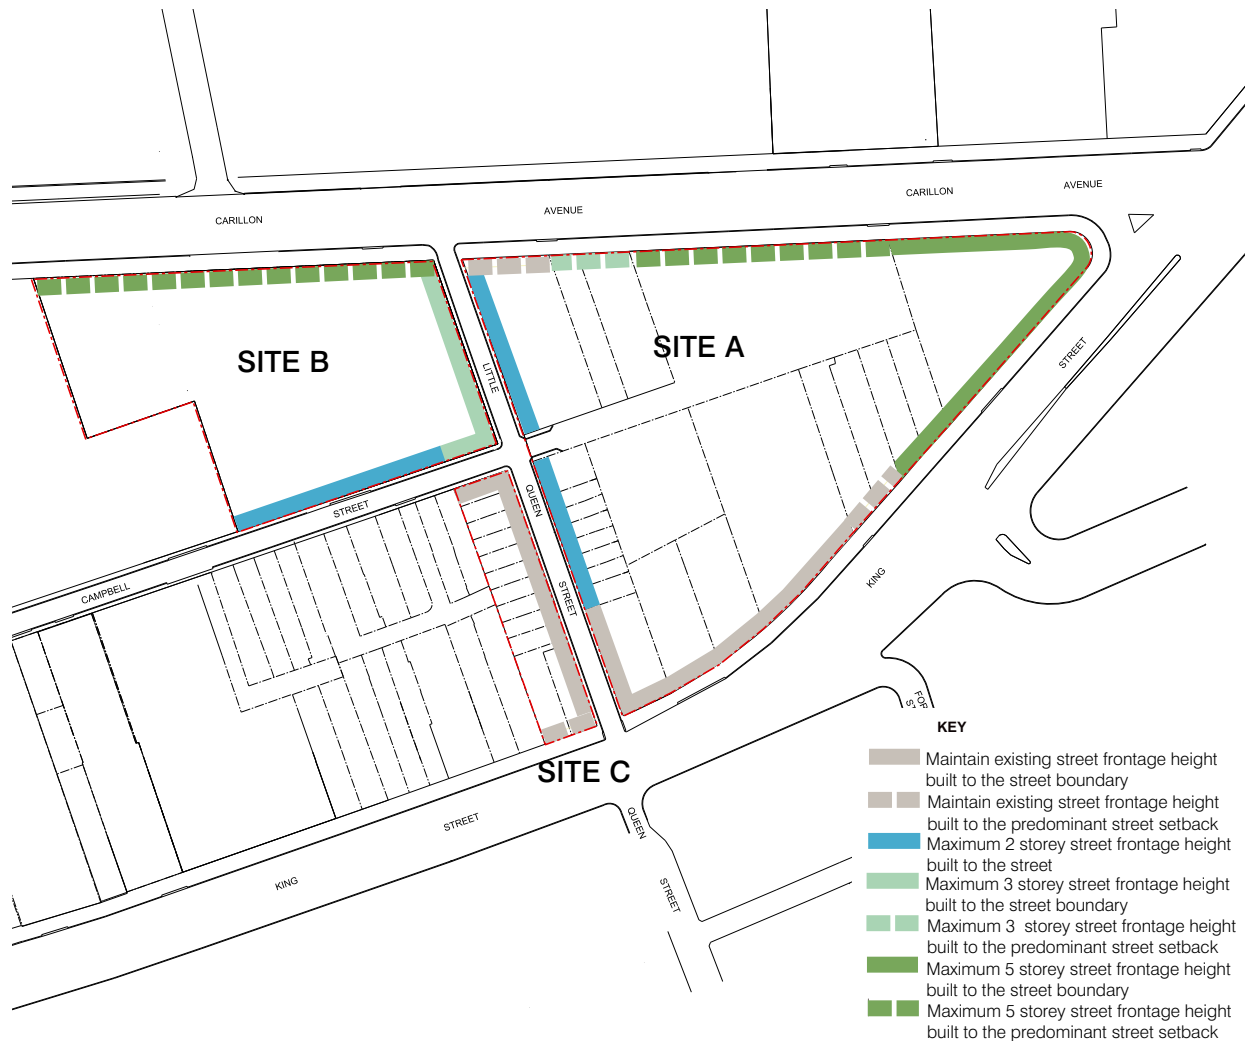 CARILLON
AVENUE
CARILLON
AVENUE
SITE B
SITE A
LITTLE
STREET
STREET
QUEEN
CAMPBELL
STREET
KING
KEY
SITE C
STREET
QUEEN
KING
STREET
Maintain existing street frontage height
built to the street boundary
Maintain existing street frontage height
built to the predominant street setback
Maximum 2 storey street frontage height
built to the street
Maximum 3 storey street frontage height
built to the street boundary
Maximum 3 storey street frontage height
built to the predominant street setback
Maximum 5 storey street frontage height
built to the street boundary
Maximum 5 storey street frontage height
built to the predominant street setback